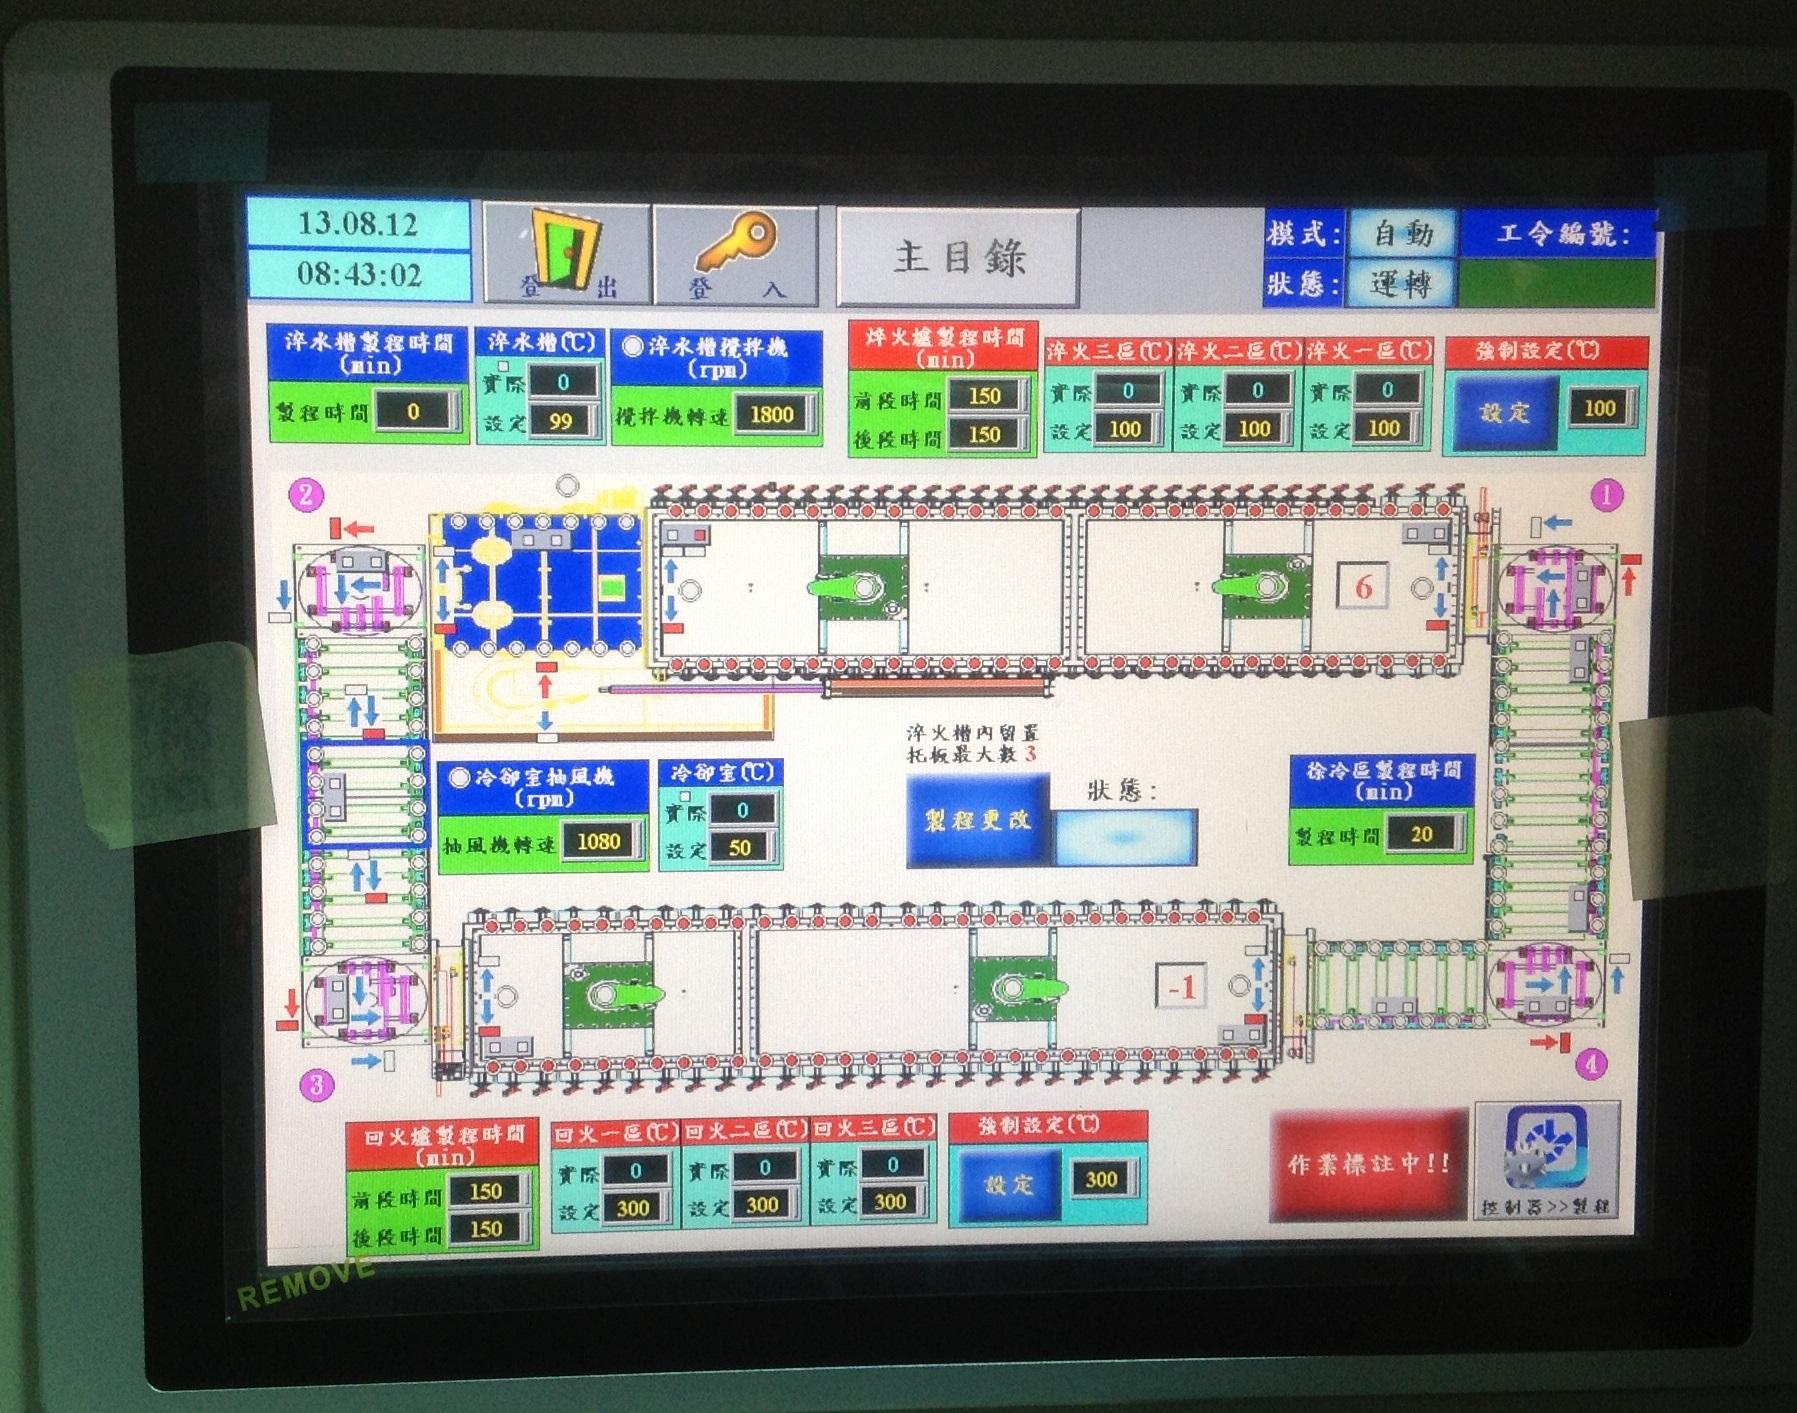 13.08.12
08:43:02
登 出
登 入
主目錄
模式:
自動
工令編號:
狀態:
運轉
淬水槽製程時間
(min)
製程時間 0
淬水槽(℃)
實際 0
設定 99
淬水槽攪拌機
(rpm)
攪拌機轉速 1800
焠火爐製程時間
(min)
前段時間 150
後段時間 150
淬火三區(℃)
實際 0
設定 100
淬火二區(℃)
實際 0
設定 100
淬火一區(℃)
實際 0
設定 100
強制設定(℃)
設定 100
2
1
6
淬火槽內留置
托板最大數 3
製程更改
狀態:
冷卻室抽風機
(rpm)
抽風機轉速 1080
冷卻室(℃)
實際 0
設定 50
徐冷區製程時間
(min)
製程時間 20
-1
3
4
回火爐製程時間
(min)
前段時間 150
後段時間 150
回火一區(℃)
實際 0
設定 300
回火二區(℃)
實際 0
設定 300
回火三區(℃)
實際 0
設定 300
強制設定(℃)
設定 300
作業標註中!!
控制器>>製程
REMOVE